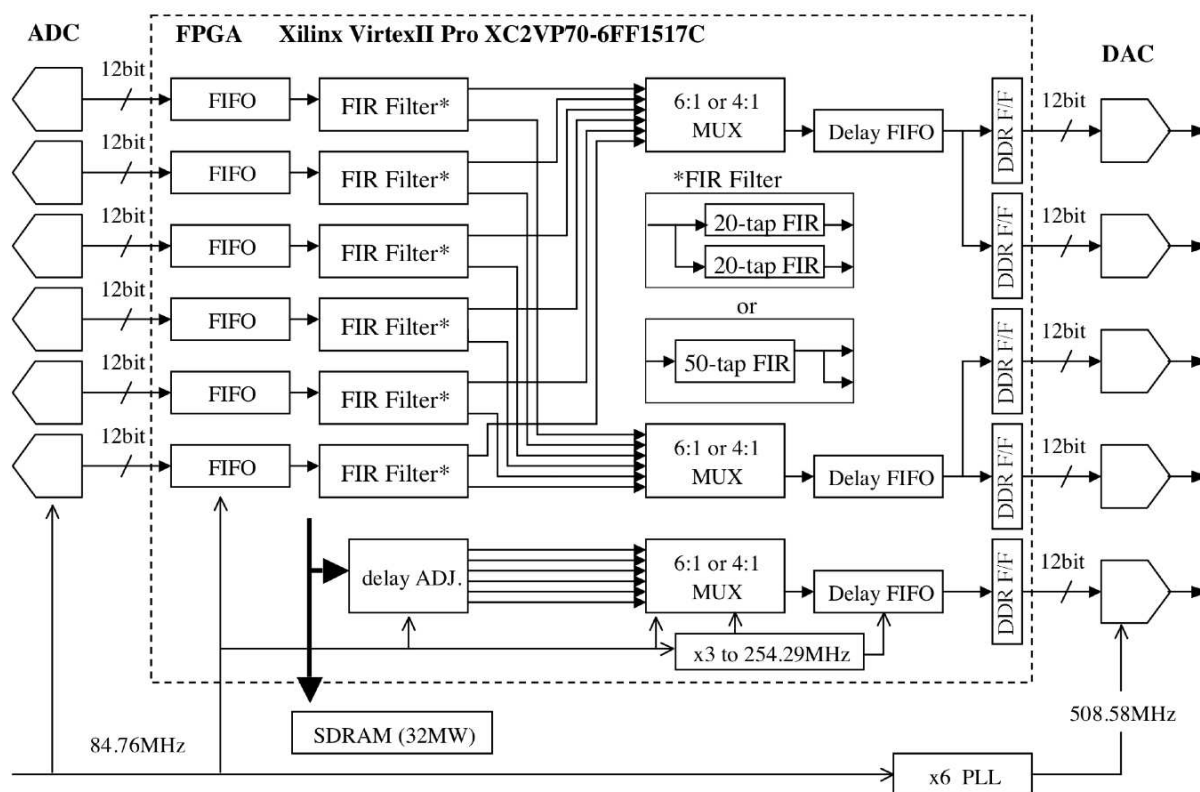 ADC
FPGA Xilinx VirtexII Pro XC2VP70-6FF1517C
DAC
12bit
FIFO
FIR Filter*
6:1 or 4:1
MUX
Delay FIFO
DDR F/F
12bit
12bit
FIFO
FIR Filter*
*FIR Filter
20-tap FIR
20-tap FIR
DDR F/F
12bit
12bit
FIFO
FIR Filter*
or
12bit
FIFO
FIR Filter*
50-tap FIR
DDR F/F
12bit
12bit
FIFO
FIR Filter*
12bit
FIFO
FIR Filter*
6:1 or 4:1
MUX
Delay FIFO
DDR F/F
12bit
delay ADJ.
6:1 or 4:1
MUX
Delay FIFO
DDR F/F
12bit
x3 to 254.29MHz
SDRAM (32MW)
84.76MHz
508.58MHz
x6 PLL